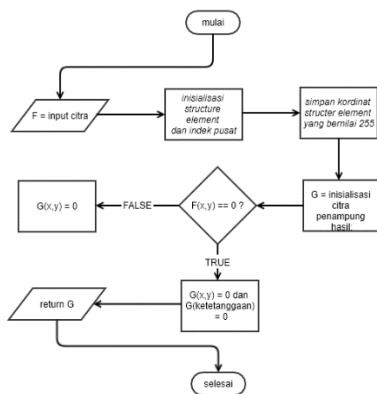 mulai
F = input citra
inisialisasi
structure
element
dan indek pusat
simpan kordinat
structer element
yang bernilai 255
G = inisialisasi
citra
penampung
hasil;
F(x,y) == 0 ?
FALSE
G(x,y) = 0
TRUE
G(x,y) = 0 dan
G(ketetanggaan)
= 0
return G
selesai